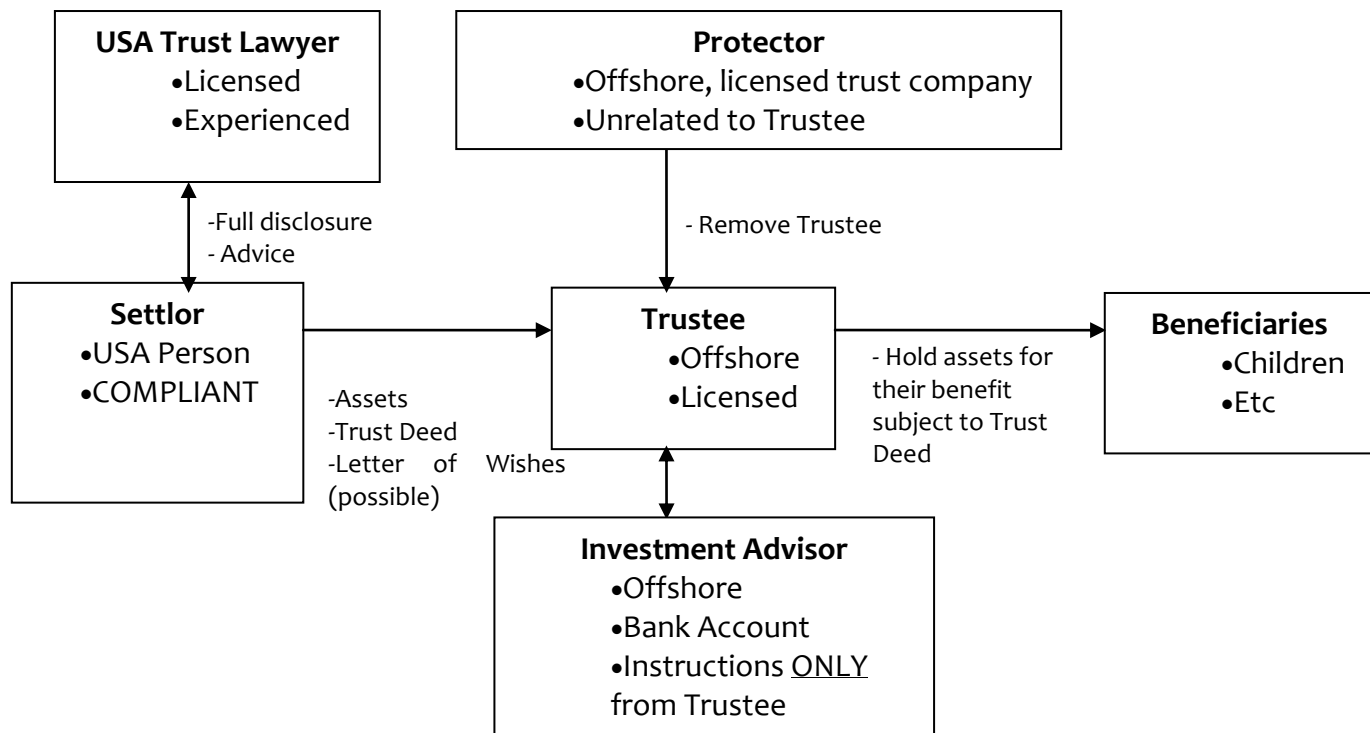 USA Trust Lawyer
•Licensed
•Experienced
Protector
•Offshore, licensed trust company
•Unrelated to Trustee
-Full disclosure
- Advice
- Remove Trustee
Settlor
•USA Person
•COMPLIANT
-Assets
-Trust Deed
-Letter of Wishes
(possible)
Trustee
•Offshore
•Licensed
- Hold assets for
their benefit
subject to Trust
Deed
Beneficiaries
•Children
•Etc
Investment Advisor
•Offshore
•Bank Account
•Instructions ONLY
from Trustee